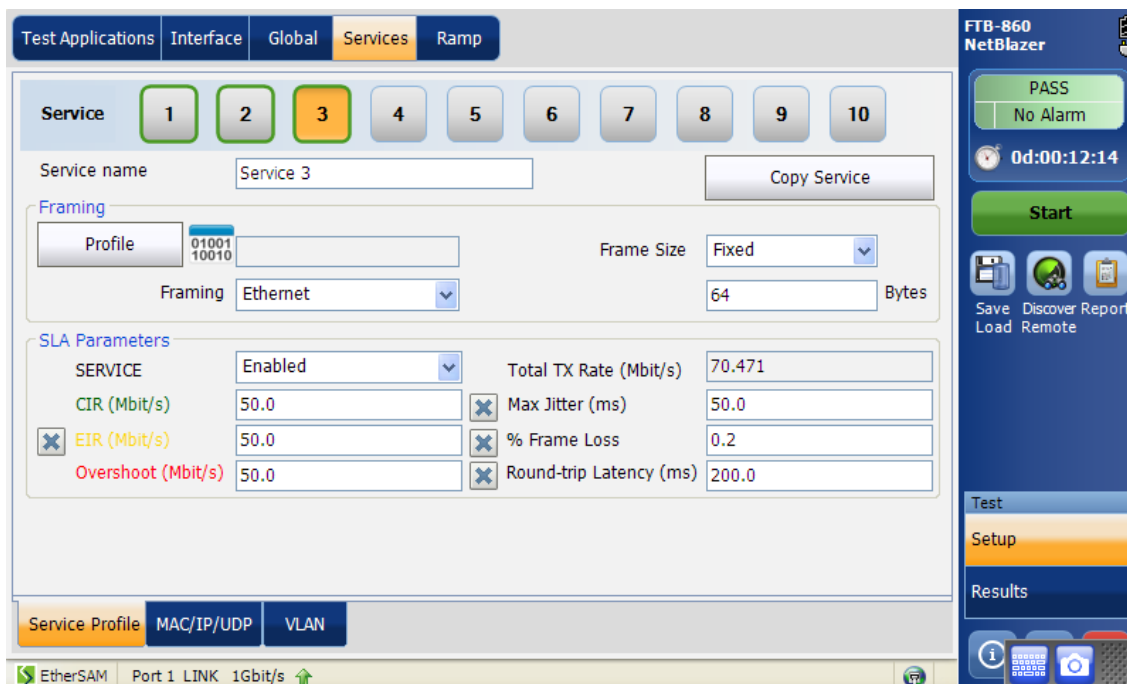 Test Applications Interface Global Services Ramp
Service 1 2 3 4 5 6 7 8 9 10
Service name Service 3 Copy Service
Framing
Profile 01001 10010 Frame Size Fixed
Framing Ethernet 64 Bytes
SLA Parameters
SERVICE Enabled Total TX Rate (Mbit/s) 70.471
CIR (Mbit/s) 50.0 Max Jitter (ms) 50.0
EIR (Mbit/s) 50.0 % Frame Loss 0.2
Overshoot (Mbit/s) 50.0 Round-trip Latency (ms) 200.0
Service Profile MAC/IP/UDP VLAN
EtherSAM Port 1 LINK 1Gbit/s
FTB-860
NetBlazer
PASS
No Alarm
0d:00:12:14
Start
Save Discover Report
Load Remote
Test
Setup
Results